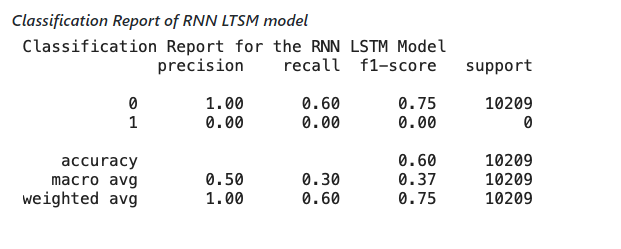 Classification Report of RNN LTSM model
Classification Report for the RNN LSTM Model
precision recall f1-score support
0 1.00 0.60 0.75 10209
1 0.00 0.00 0.00 0
accuracy 0.60 10209
macro avg 0.50 0.30 0.37 10209
weighted avg 1.00 0.60 0.75 10209